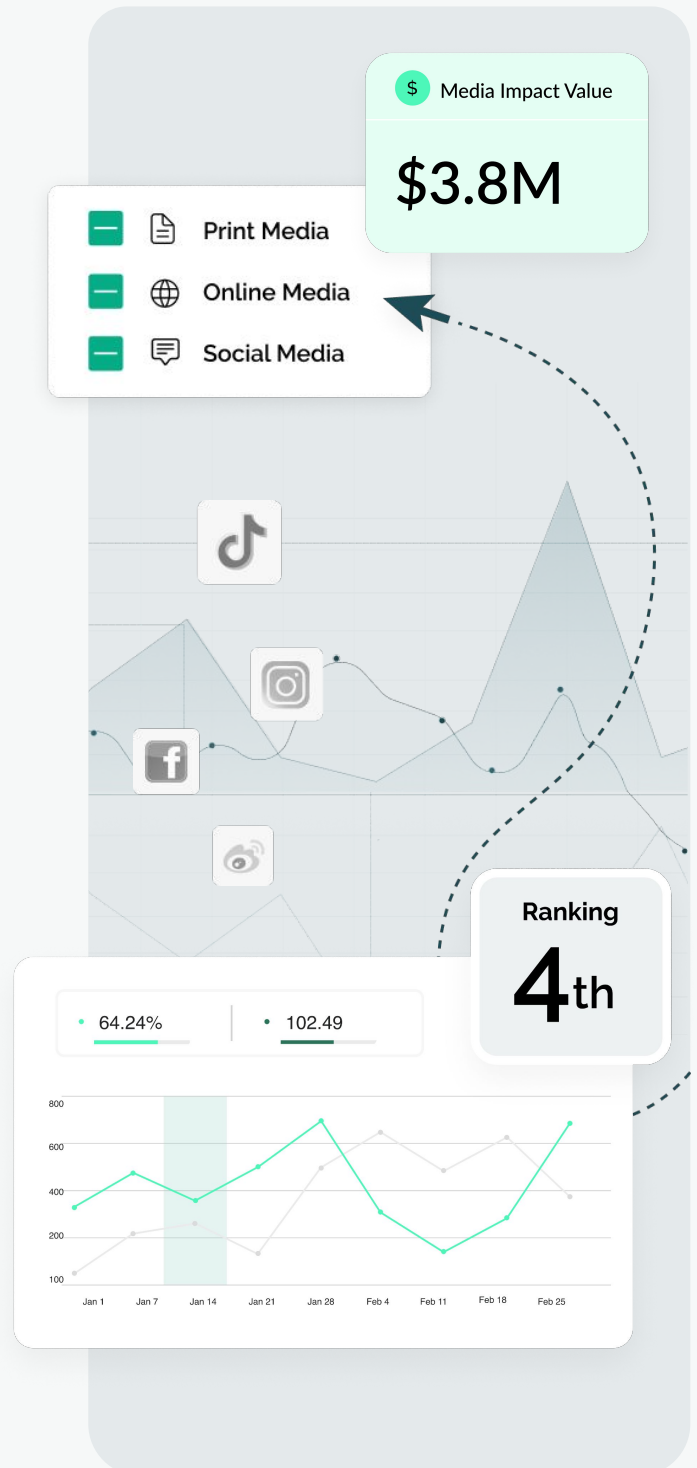 $ Media Impact Value
$3.8M
Print Media
Online Media
Social Media
Ranking
4th
64.24%
102.49
800
600
400
200
100
Jan 1 Jan 7 Jan 14 Jan 21 Jan 28 Feb 4 Feb 11 Feb 18 Feb 25